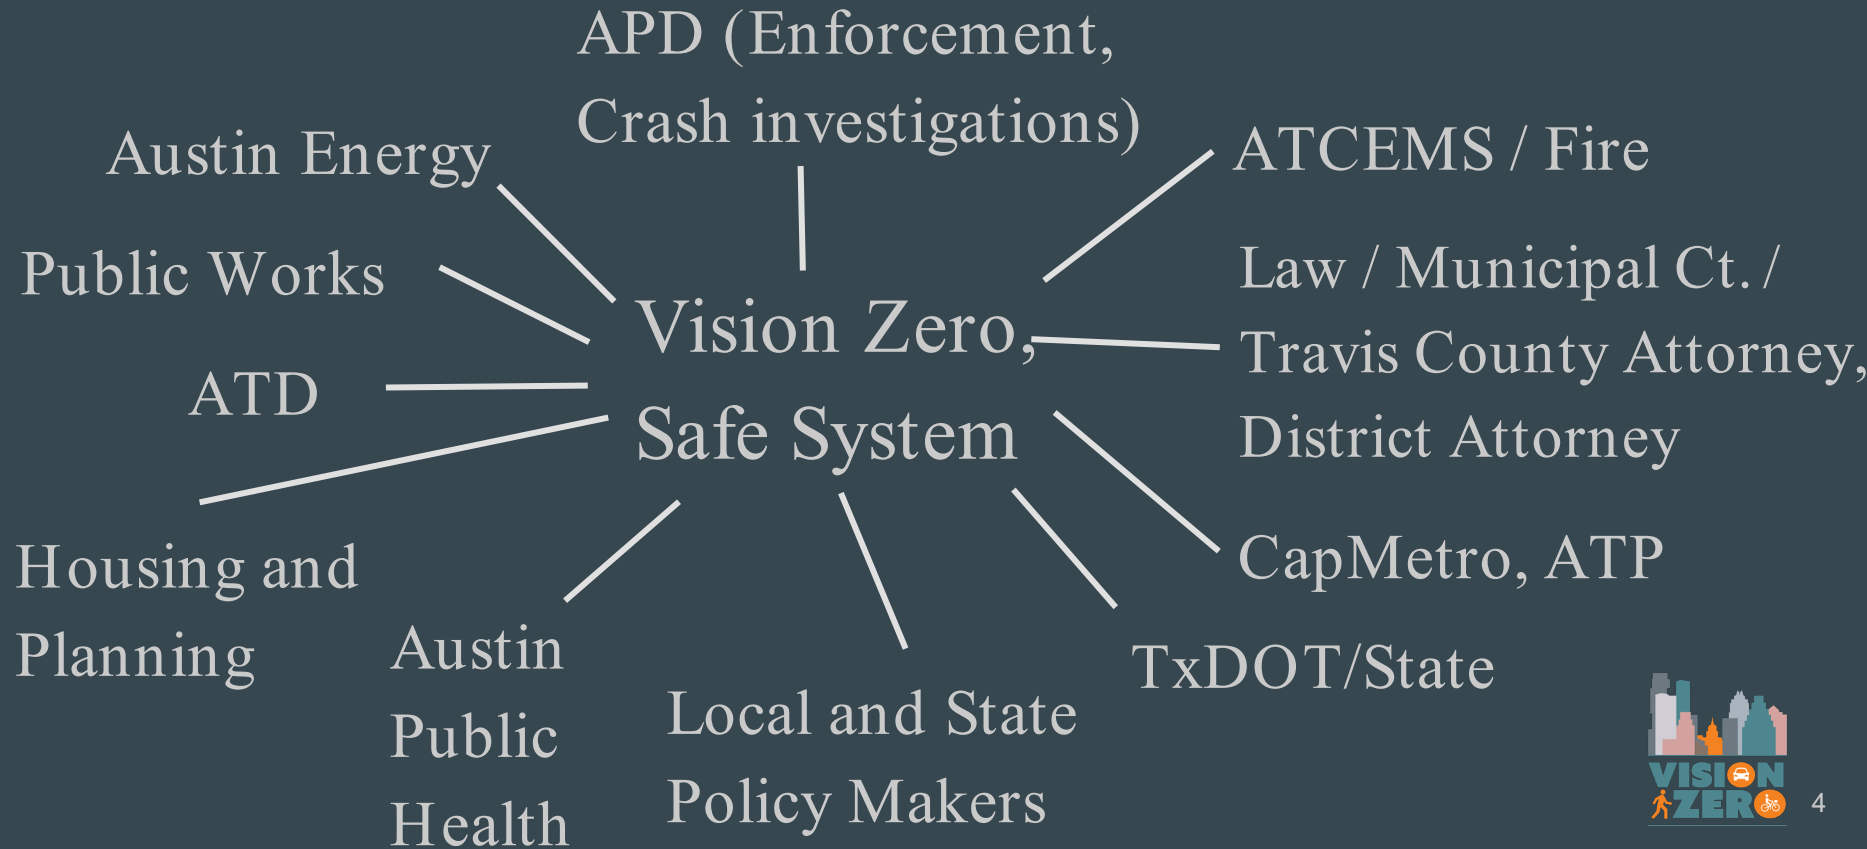 APD (Enforcement,
Crash investigations)
Austin Energy
ATCEMS / Fire
Public Works
Law / Municipal Ct. /
Travis County Attorney,
District Attorney
Vision Zero,
Safe System
ATD
Housing and
Planning
CapMetro, ATP
Austin
Public
Health
TxDOT/State
Local and State
Policy Makers
VISION
ZERO
4